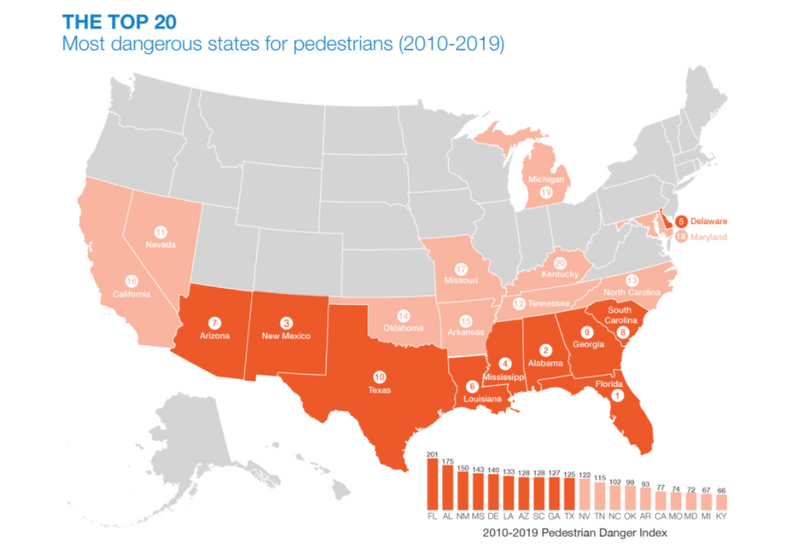 THE TOP 20
Most dangerous states for pedestrians (2010-2019)
Michigan
19
5 Delaware
18 Maryland
11
Nevada
17
Missouri
20
Kentucky
16
California
13
North Carolina
12 Tennessee
14
Oklahoma
15
Arkansas
7
Arizona
3
New Mexico
South
Carolina
8
9
Georgia
2
Alabama
4
Mississipp
10
Texas
6
Louisiana
Florida
1
201 175 150 143 140 133 128 128 127 125 122 115 102 99 93 77 74 72 67 66
FL AL NM MS DE LA AZ SC GA TX NV TN NC OK AR CA MO MD MI KY
2010-2019 Pedestrian Danger Index